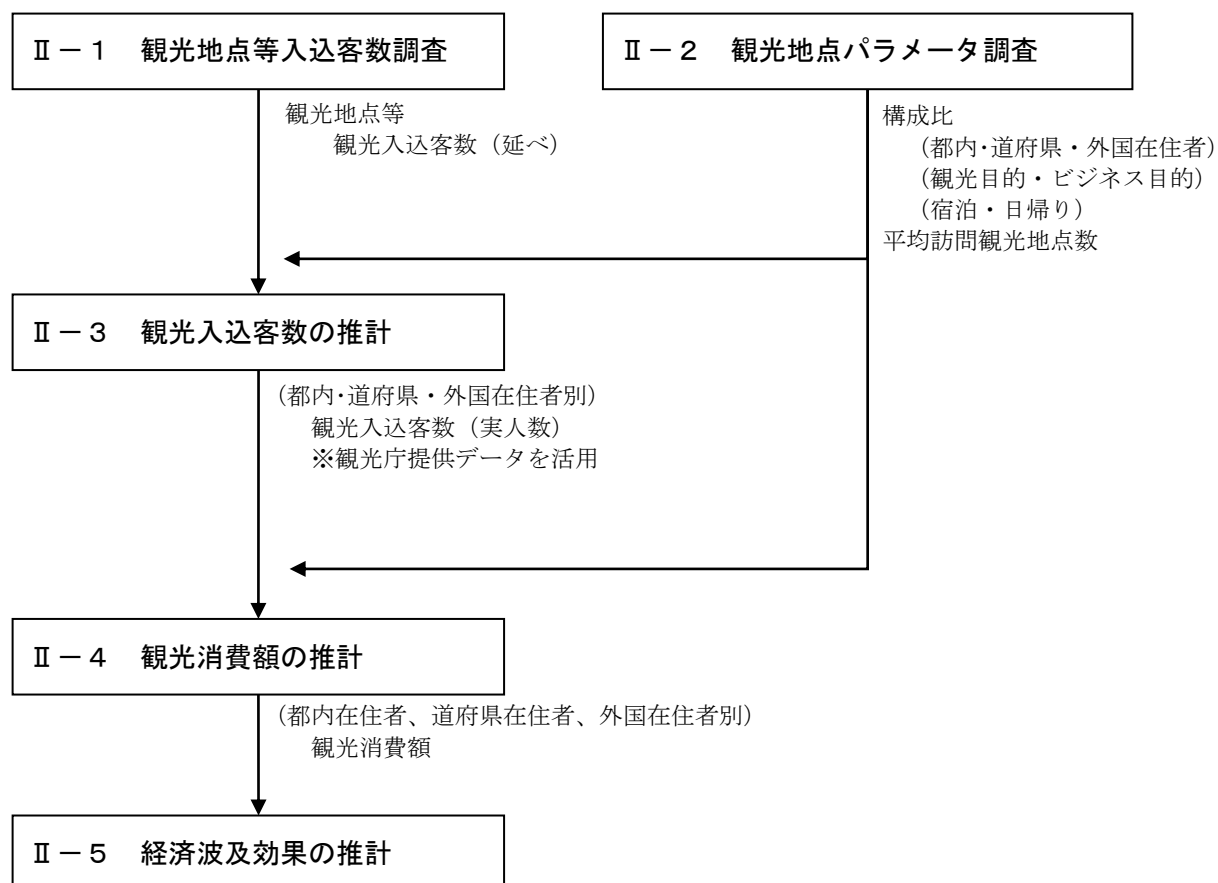 Ⅱ－１　観光地点等入込客数調査
Ⅱ－２　観光地点パラメータ調査
観光地点等
観光入込客数（延べ）
構成比
（都内･道府県・外国在住者）
（観光目的・ビジネス目的）
（宿泊・日帰り）
平均訪問観光地点数
Ⅱ－３　観光入込客数の推計
（都内･道府県・外国在住者別）
観光入込客数（実人数）
※観光庁提供データを活用
Ⅱ－４　観光消費額の推計
（都内在住者、道府県在住者、外国在住者別）
観光消費額
Ⅱ－５　経済波及効果の推計